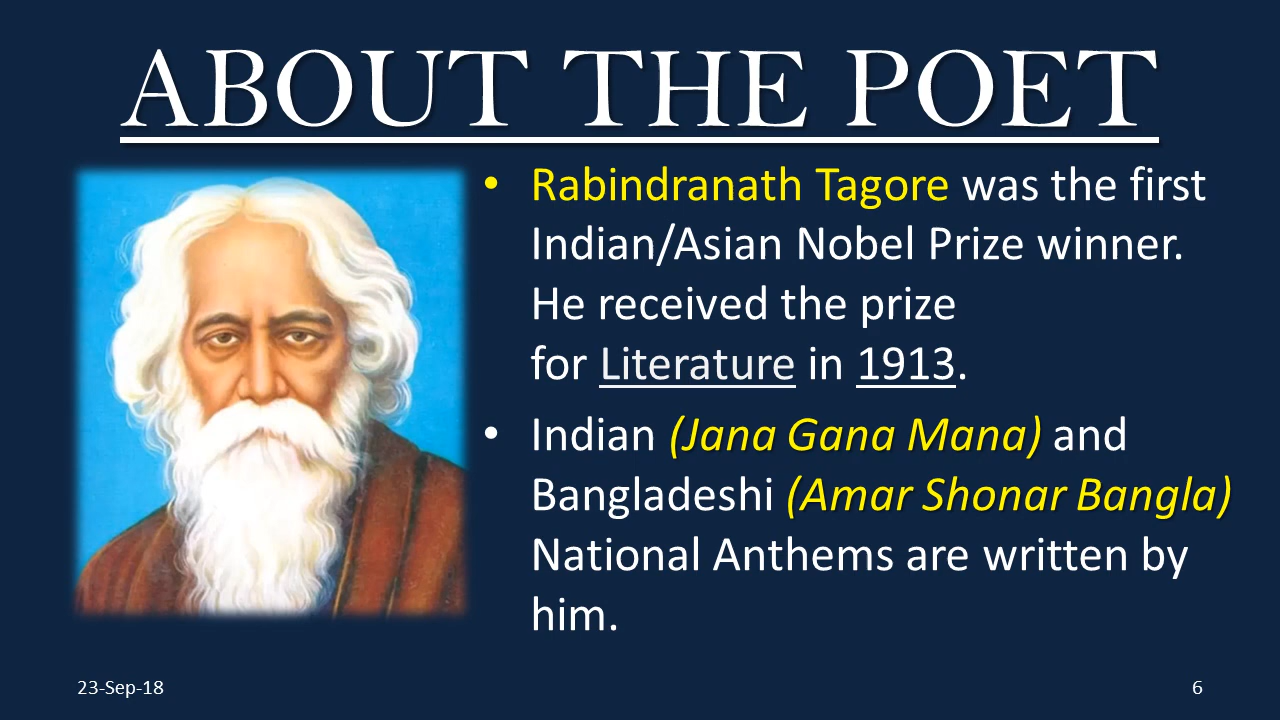 ABOUT THE POET
• Rabindranath Tagore was the first
Indian/Asian Nobel Prize winner.
He received the prize
for Literature in 1913.
• Indian (Jana Gana Mana) and
Bangladeshi (Amar Shonar Bangla)
National Anthems are written by
him.
23-Sep-18
6